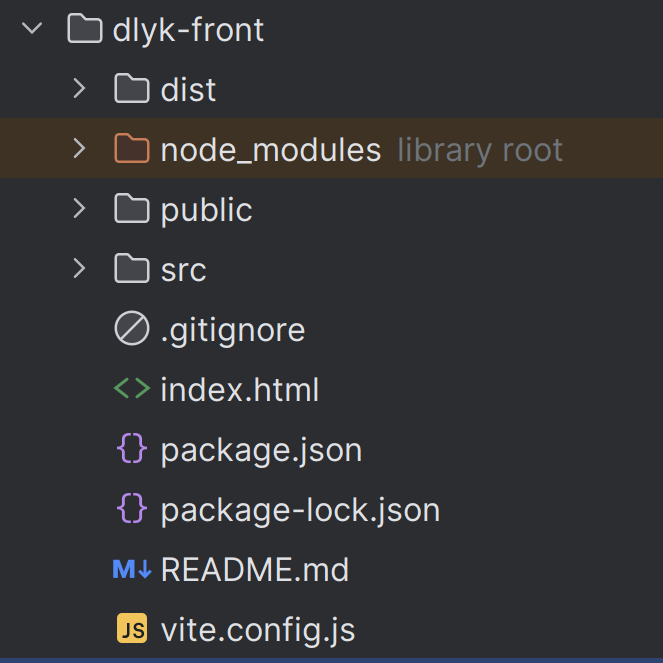 dlyk-front
dist
node_modules library root
public
src
.gitignore
index.html
package.json
package-lock.json
README.md
vite.config.js